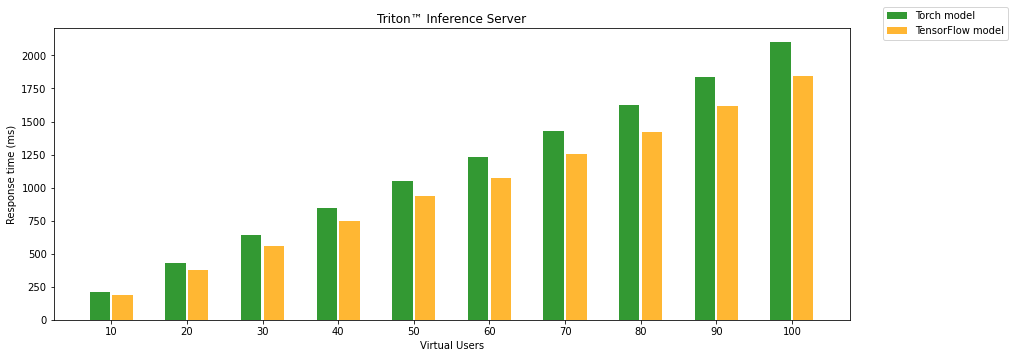 Triton™ Inference Server
Torch model
TensorFlow model
Response time (ms)
2000
1750
1500
1250
1000
750
500
250
0
10 20 30 40 50 60 70 80 90 100
Virtual Users